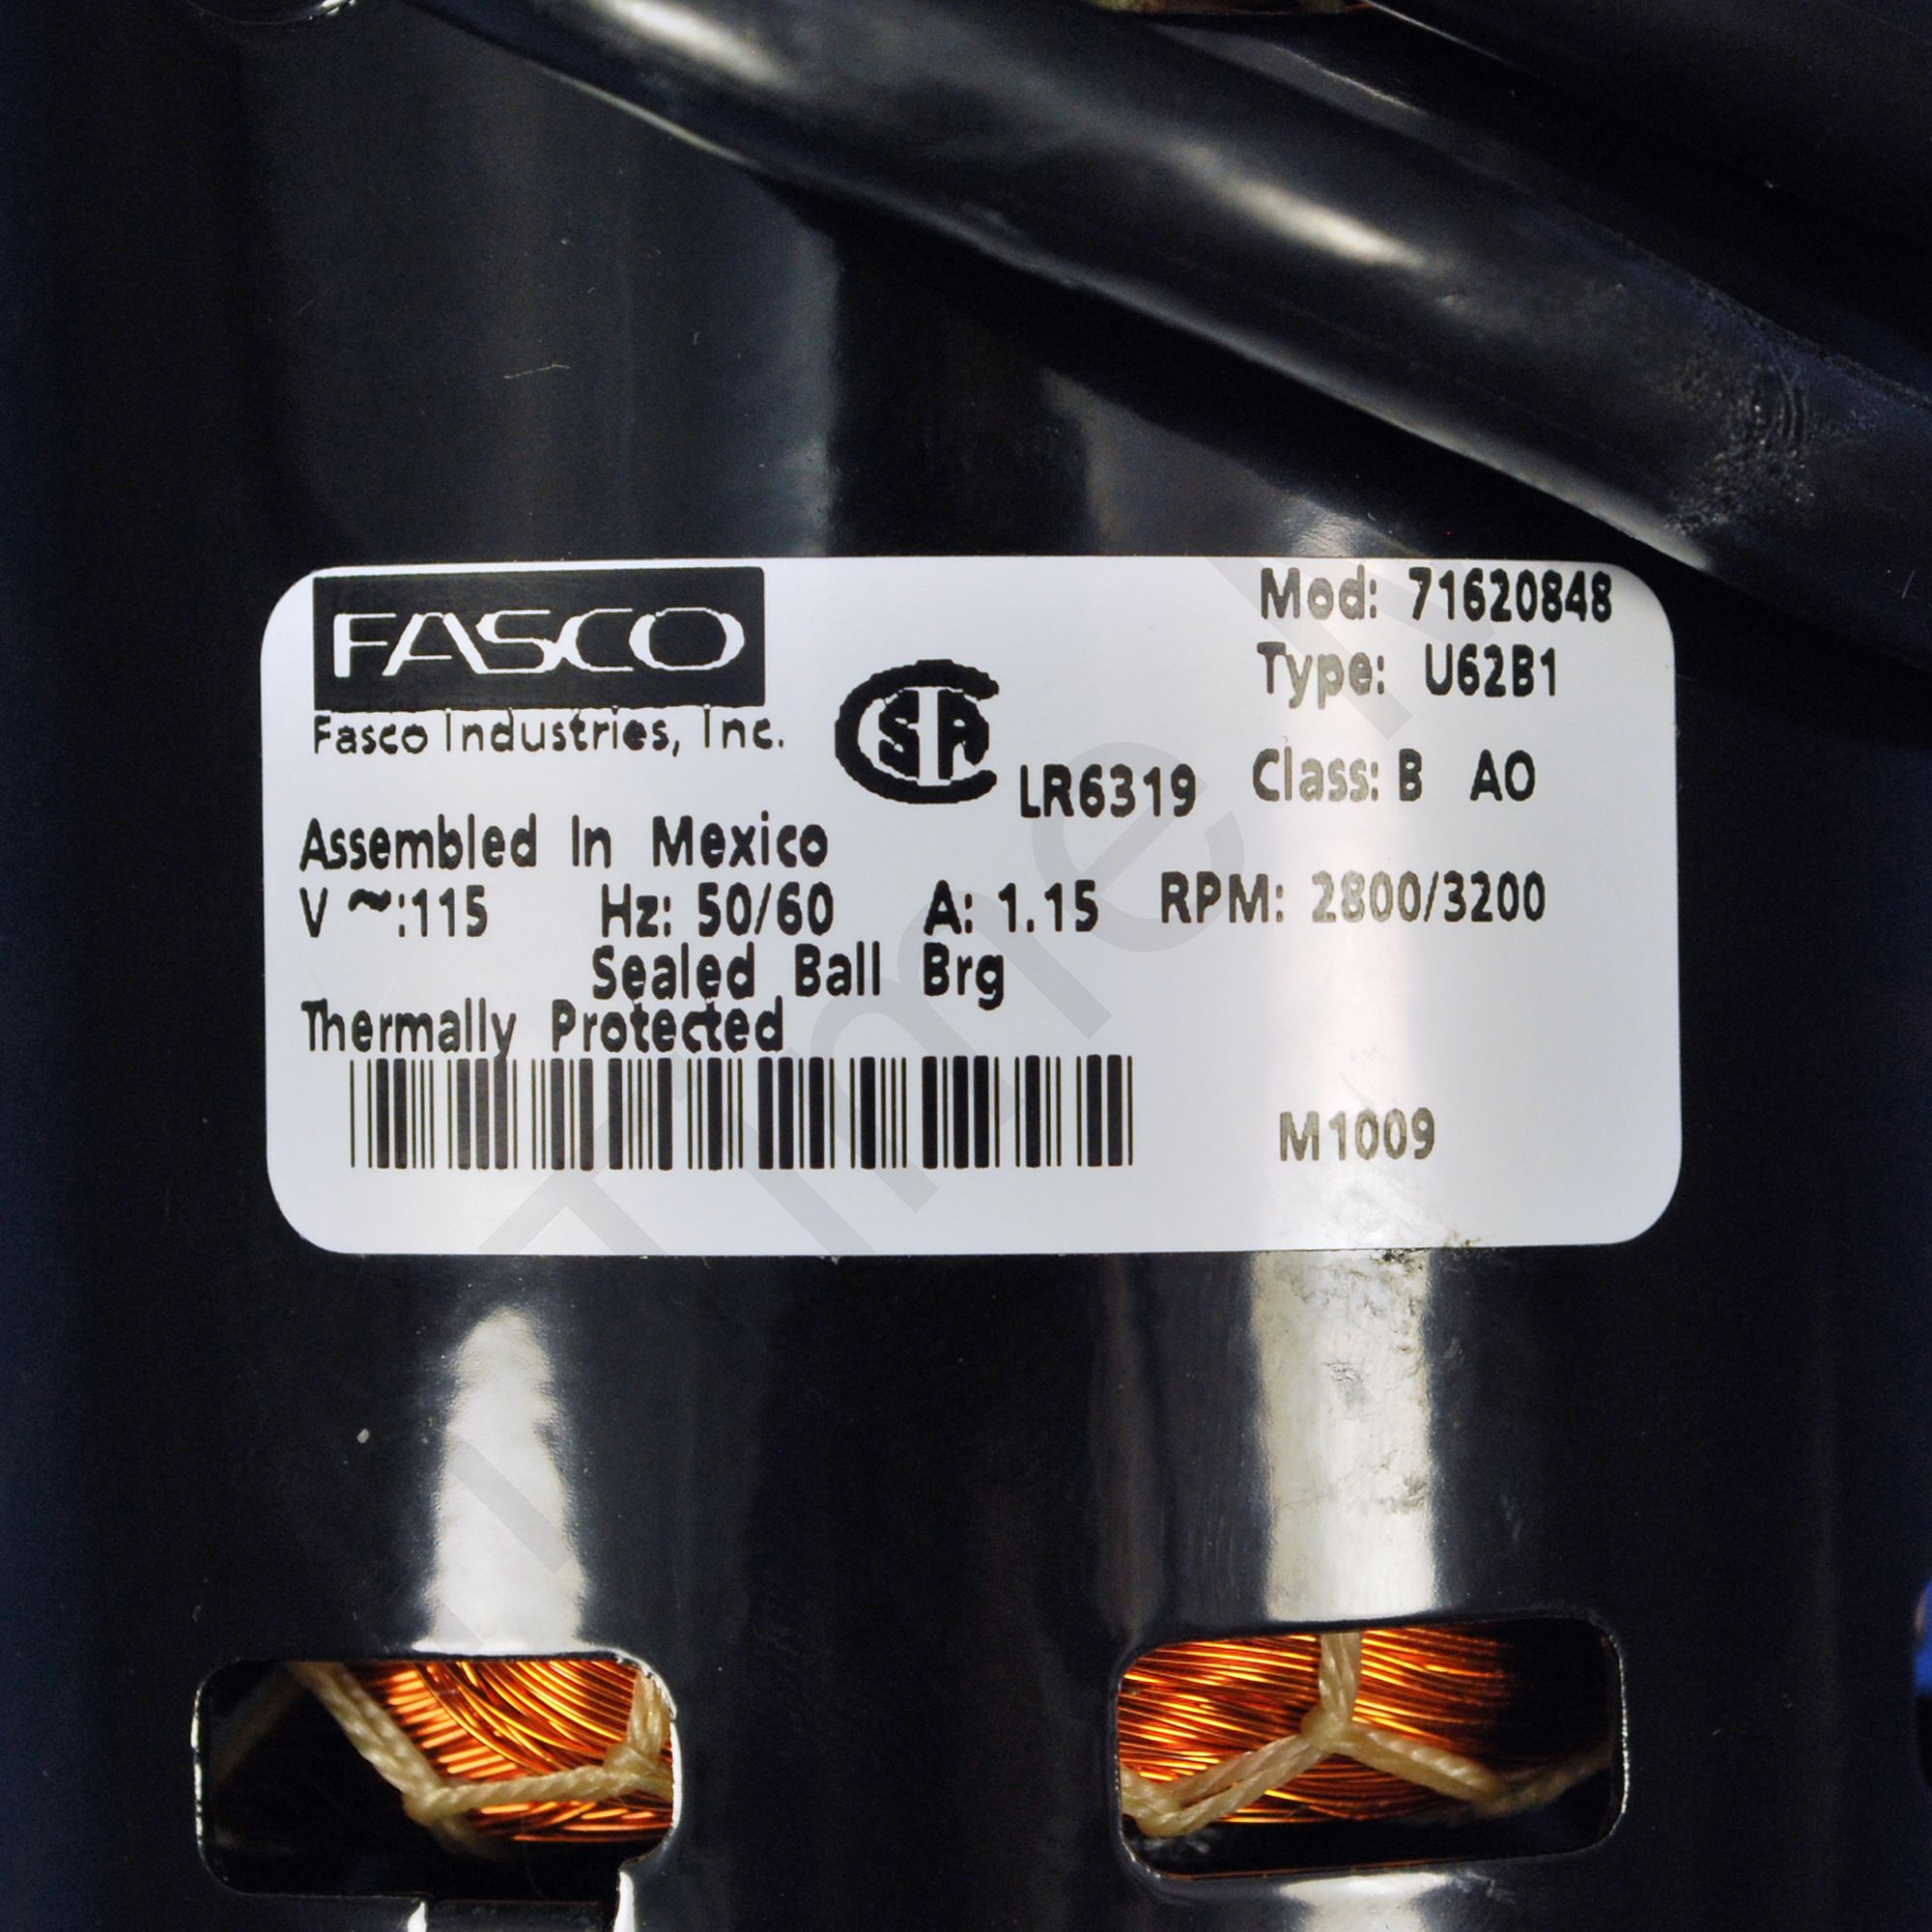 FASCO
Fasco Industries, Inc.
Mod: 71620848
Type: U62B1
CSA
LR6319
Class: B AO
Assembled In Mexico
V ~:115 Hz: 50/60 A: 1.15 RPM: 2800/3200
Sealed Ball Brg
Thermally Protected
M1009